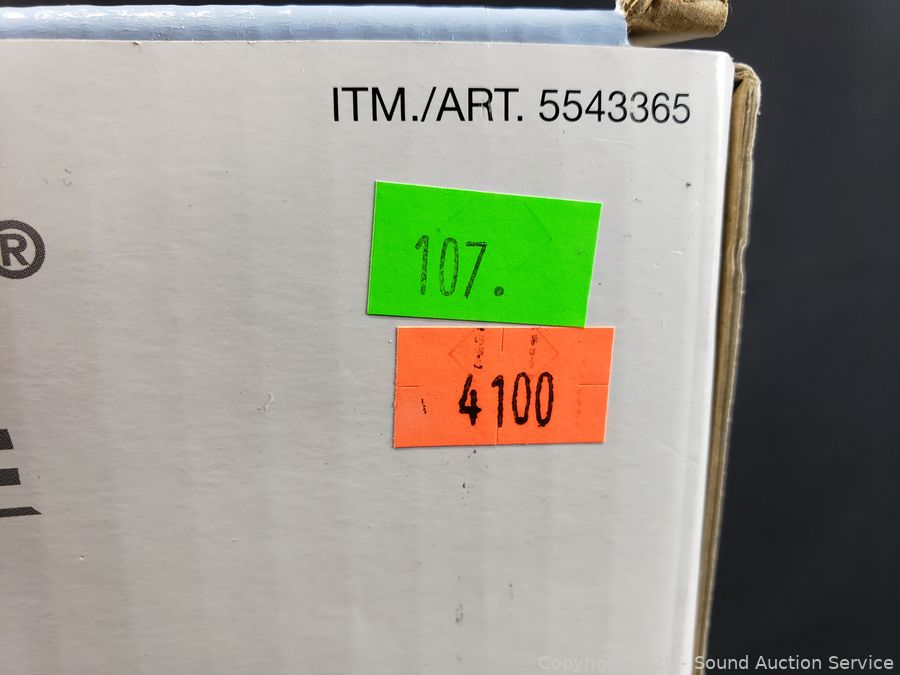 ITM./ART. 5543365
®
107.
4100
Sound Auction Service